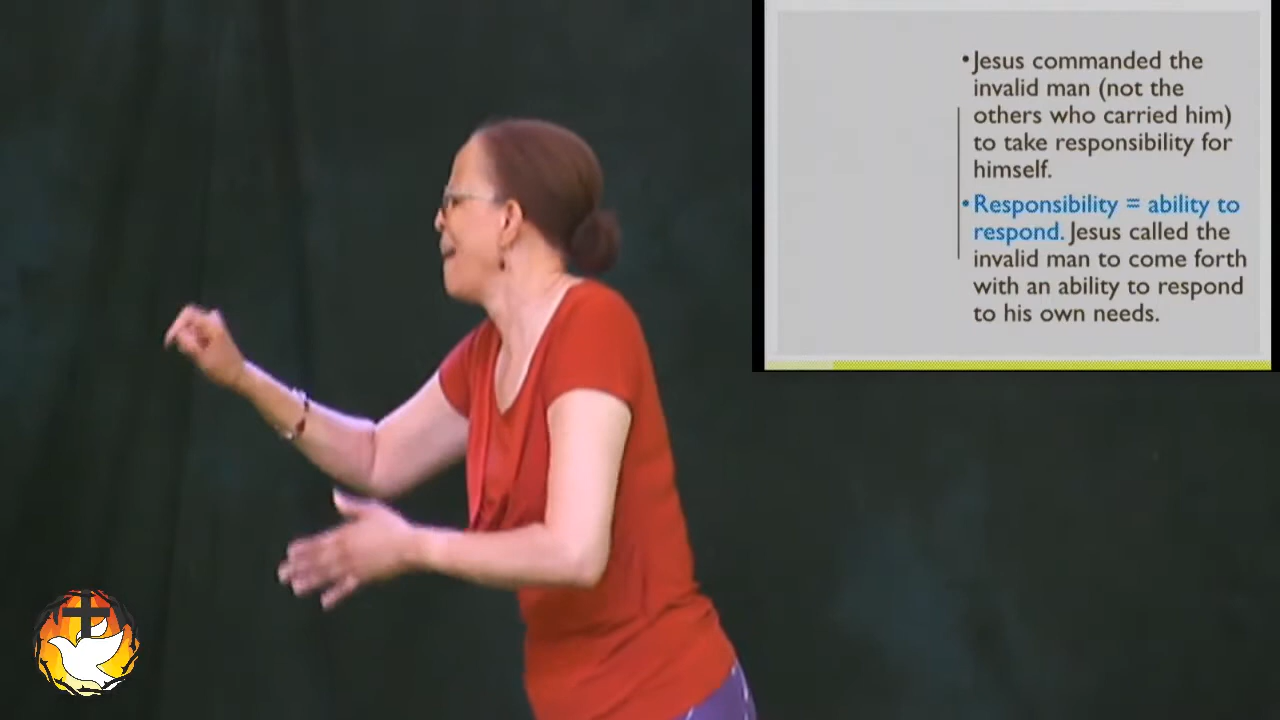 •Jesus commanded the
invalid man (not the
others who carried him)
to take responsibility for
himself.
•Responsibility = ability to
respond. Jesus called the
invalid man to come forth
with an ability to respond
to his own needs.